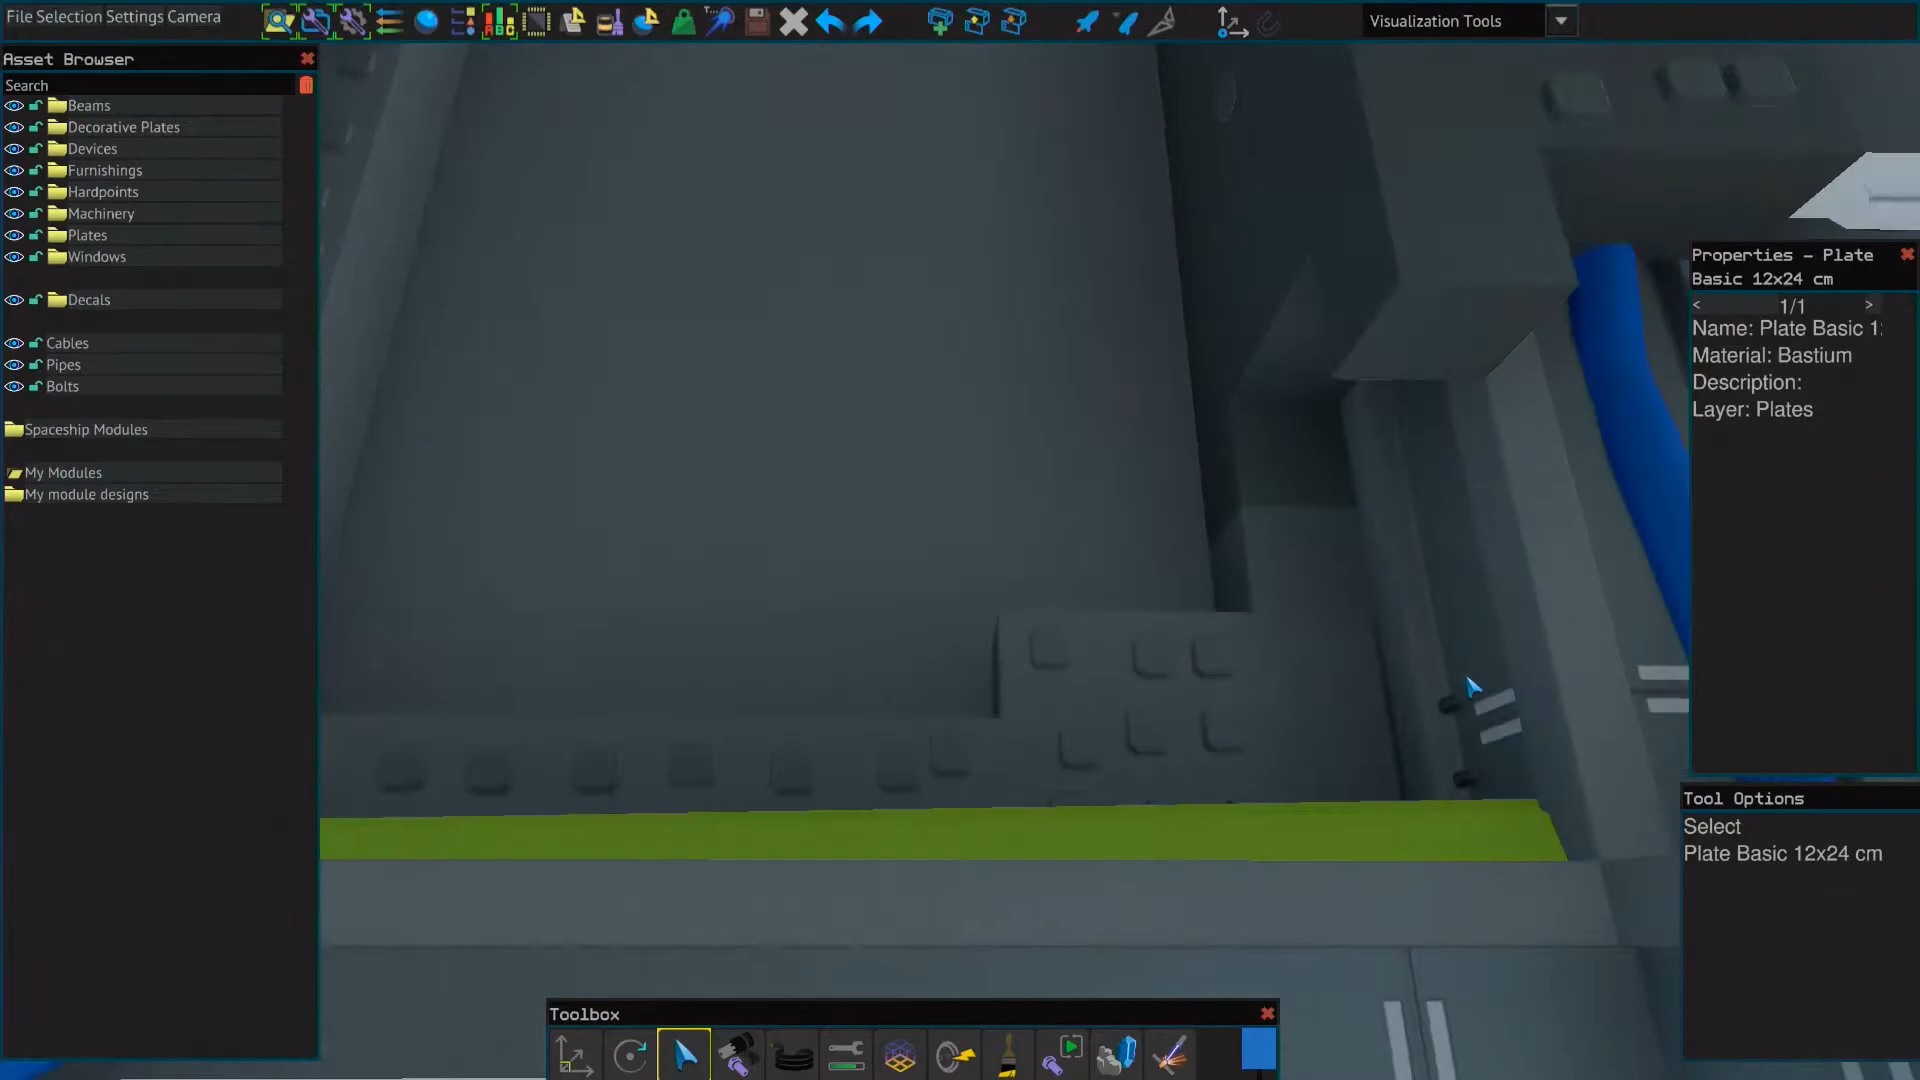 File Selection Settings Camera
Visualization Tools
Asset Browser
Search
Beams
Decorative Plates
Devices
Furnishings
Hardpoints
Machinery
Plates
Windows
Decals
Cables
Pipes
Bolts
Spaceship Modules
My Modules
My module designs
Properties - Plate
Basic 12x24 cm
< 1/1 >
Name: Plate Basic 1
Material: Bastium
Description:
Layer: Plates
Tool Options
Select
Plate Basic 12x24 cm
Toolbox